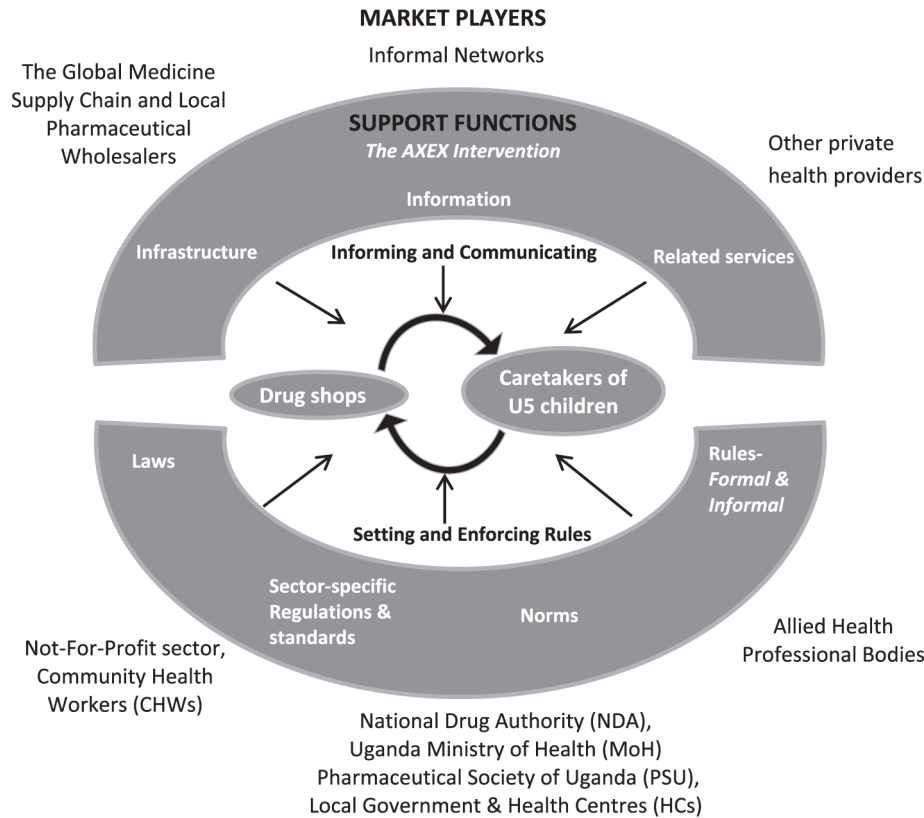 MARKET PLAYERS
Informal Networks
The Global Medicine
Supply Chain and Local
Pharmaceutical
Wholesalers
Other private
health providers
SUPPORT FUNCTIONS
The AXEX Intervention
Information
Infrastructure
Related services
Informing and Communicating
Drug shops
Caretakers of
U5 children
Laws
Rules-
Formal &
Informal
Setting and Enforcing Rules
Sector-specific
Regulations &
standards
Norms
Not-For-Profit sector,
Community Health
Workers (CHWs)
Allied Health
Professional Bodies
National Drug Authority (NDA),
Uganda Ministry of Health (MoH)
Pharmaceutical Society of Uganda (PSU),
Local Government & Health Centres (HCs)